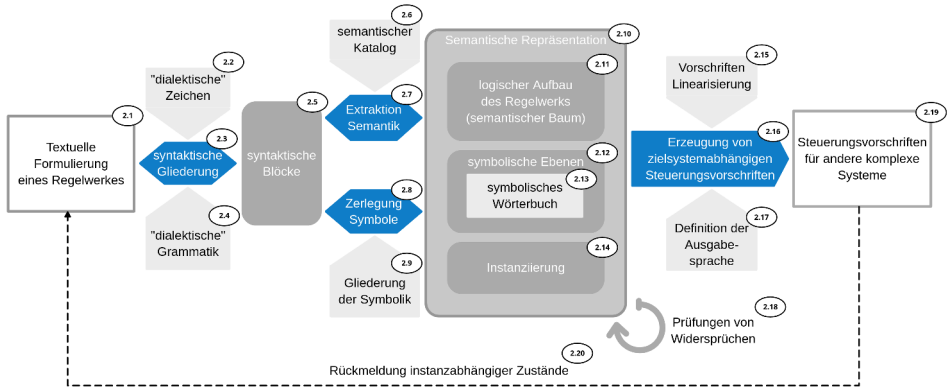 2.1
Textuelle
Formulierung
eines Regelwerkes
2.2
"dialektische"
Zeichen
2.3
syntaktische
Gliederung
2.4
"dialektische"
Grammatik
2.5
syntaktische
Blöcke
2.6
semantischer
Katalog
2.7
Extraktion
Semantik
2.8
Zerlegung
Symbole
2.9
Gliederung
der Symbolik
2.10
Semantische Repräsentation
2.11
logischer Aufbau
des Regelwerks
(semantischer Baum)
2.12
symbolische Ebenen
2.13
symbolisches
Wörterbuch
2.14
Instanziierung
2.15
Vorschriften
Linearisierung
2.16
Erzeugung von
zielsystemabhängigen
Steuerungsvorschriften
2.17
Definition der
Ausgabe-
sprache
2.18
Prüfungen von
Widersprüchen
2.19
Steuerungsvorschriften
für andere komplexe
Systeme
2.20
Rückmeldung instanzabhängiger Zustände